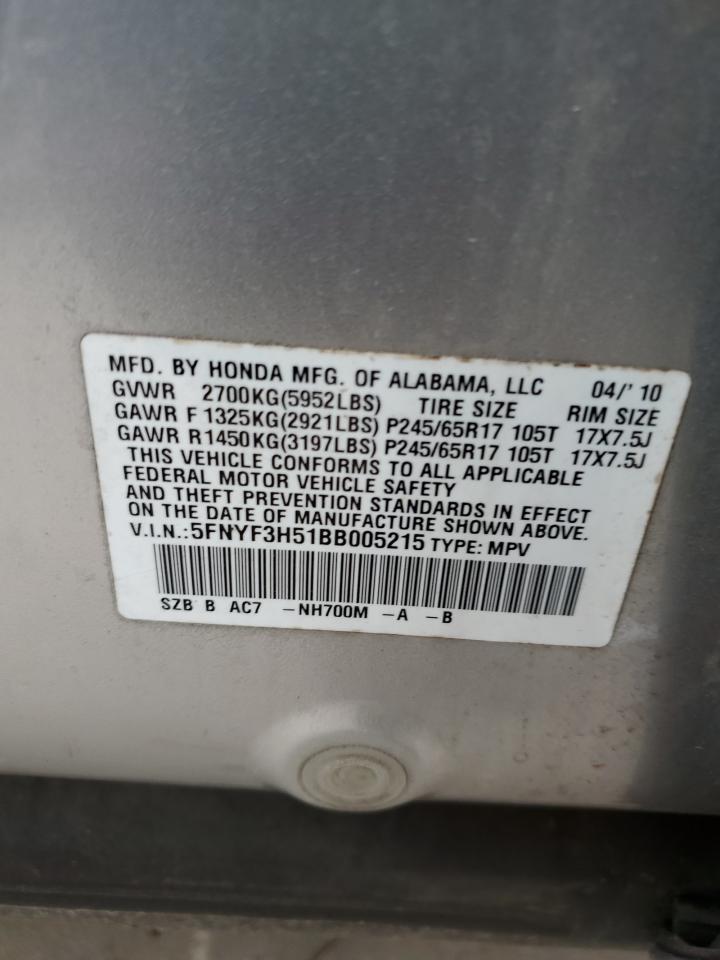 MFD. BY HONDA MFG. OF ALABAMA, LLC 04/'10
GVWR 2700KG(5952LBS) TIRE SIZE RIM SIZE
GAWR F 1325KG(2921LBS) P245/65R17 105T 17X7.5J
GAWR R1450KG(3197LBS) P245/65R17 105T 17X7.5J
THIS VEHICLE CONFORMS TO ALL APPLICABLE
FEDERAL MOTOR VEHICLE SAFETY
AND THEFT PREVENTION STANDARDS IN EFFECT
ON THE DATE OF MANUFACTURE SHOWN ABOVE.
V.I.N.:5FNYF3H51BB005215 TYPE: MPV
SZB B AC7 -NH700M -A -B